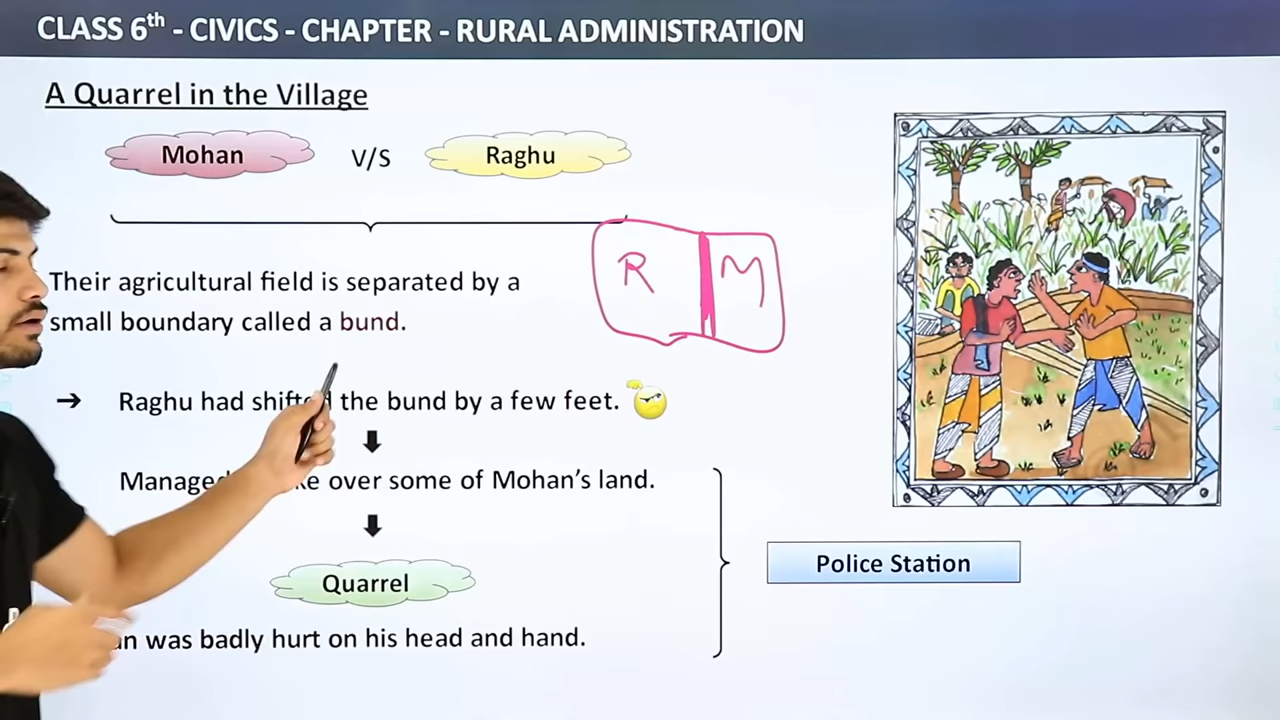 CLASS 6th - CIVICS - CHAPTER - RURAL ADMINISTRATION
A Quarrel in the Village
Mohan V/S Raghu
R M
Their agricultural field is separated by a
small boundary called a bund.
→ Raghu had shifted the bund by a few feet.
over some of Mohan's land.
Police Station
Quarrel
was badly hurt on his head and hand.